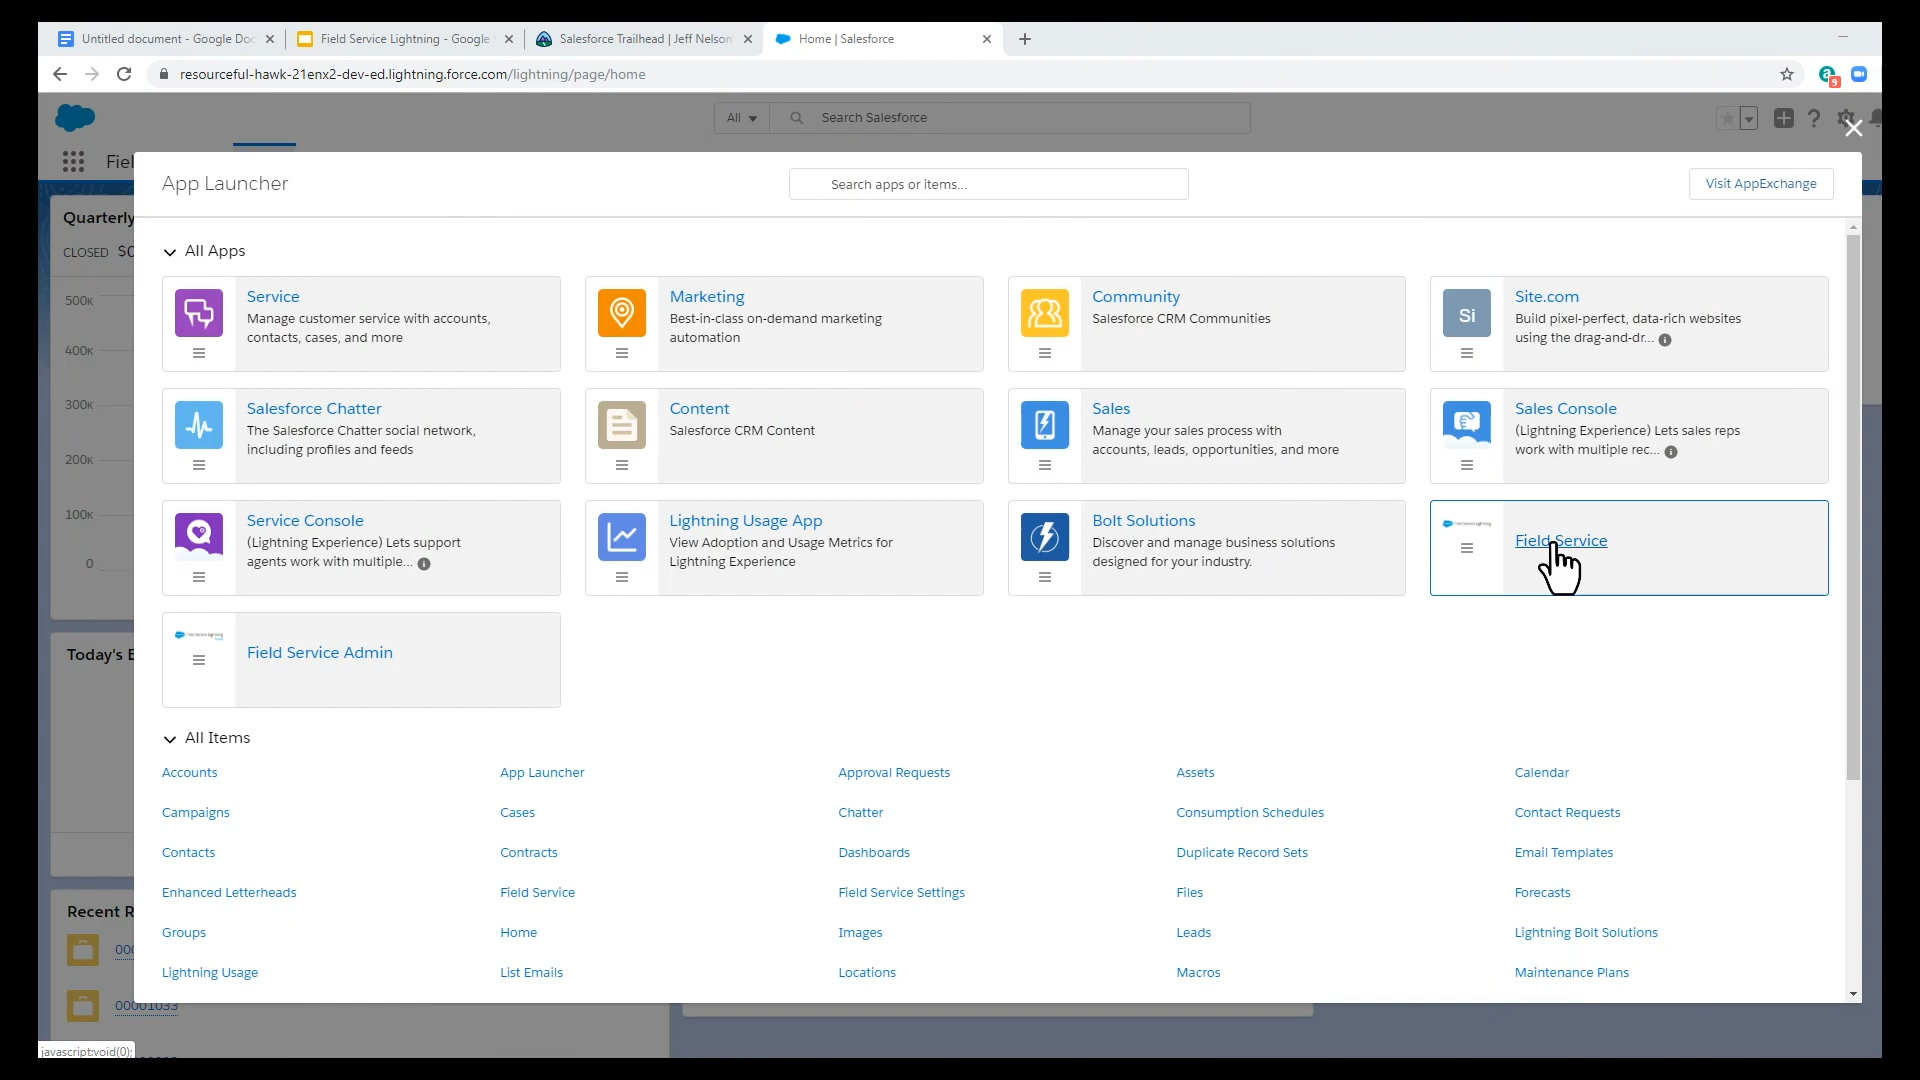 Untitled document - Google Doc
Field Service Lightning - Google
Salesforce Trailhead | Jeff Nelson
Home | Salesforce
resourceful-hawk-21enx2-dev-ed.lightning.force.com/lightning/page/home
9
All
Search Salesforce
Fiel
App Launcher
Search apps or items...
Visit AppExchange
Quarterly
CLOSED $0
500K
400K
300K
200K
100K
0
Today's E
Recent R
All Apps
Service
Manage customer service with accounts,
contacts, cases, and more
Marketing
Best-in-class on-demand marketing
automation
Community
Salesforce CRM Communities
Si
Site.com
Build pixel-perfect, data-rich websites
using the drag-and-dr...
Salesforce Chatter
The Salesforce Chatter social network,
including profiles and feeds
Content
Salesforce CRM Content
Sales
Manage your sales process with
accounts, leads, opportunities, and more
Sales Console
(Lightning Experience) Lets sales reps
work with multiple rec...
Service Console
(Lightning Experience) Lets support
agents work with multiple...
Lightning Usage App
View Adoption and Usage Metrics for
Lightning Experience
Bolt Solutions
Discover and manage business solutions
designed for your industry.
Field Service Lightning
Field Service
Field Service Lightning
Field Service Admin
All Items
Accounts
App Launcher
Approval Requests
Assets
Calendar
Campaigns
Cases
Chatter
Consumption Schedules
Contact Requests
Contacts
Contracts
Dashboards
Duplicate Record Sets
Email Templates
Enhanced Letterheads
Field Service
Field Service Settings
Files
Forecasts
Groups
Home
Images
Leads
Lightning Bolt Solutions
Lightning Usage
List Emails
Locations
Macros
Maintenance Plans
000
00001033
javascript:void(0);